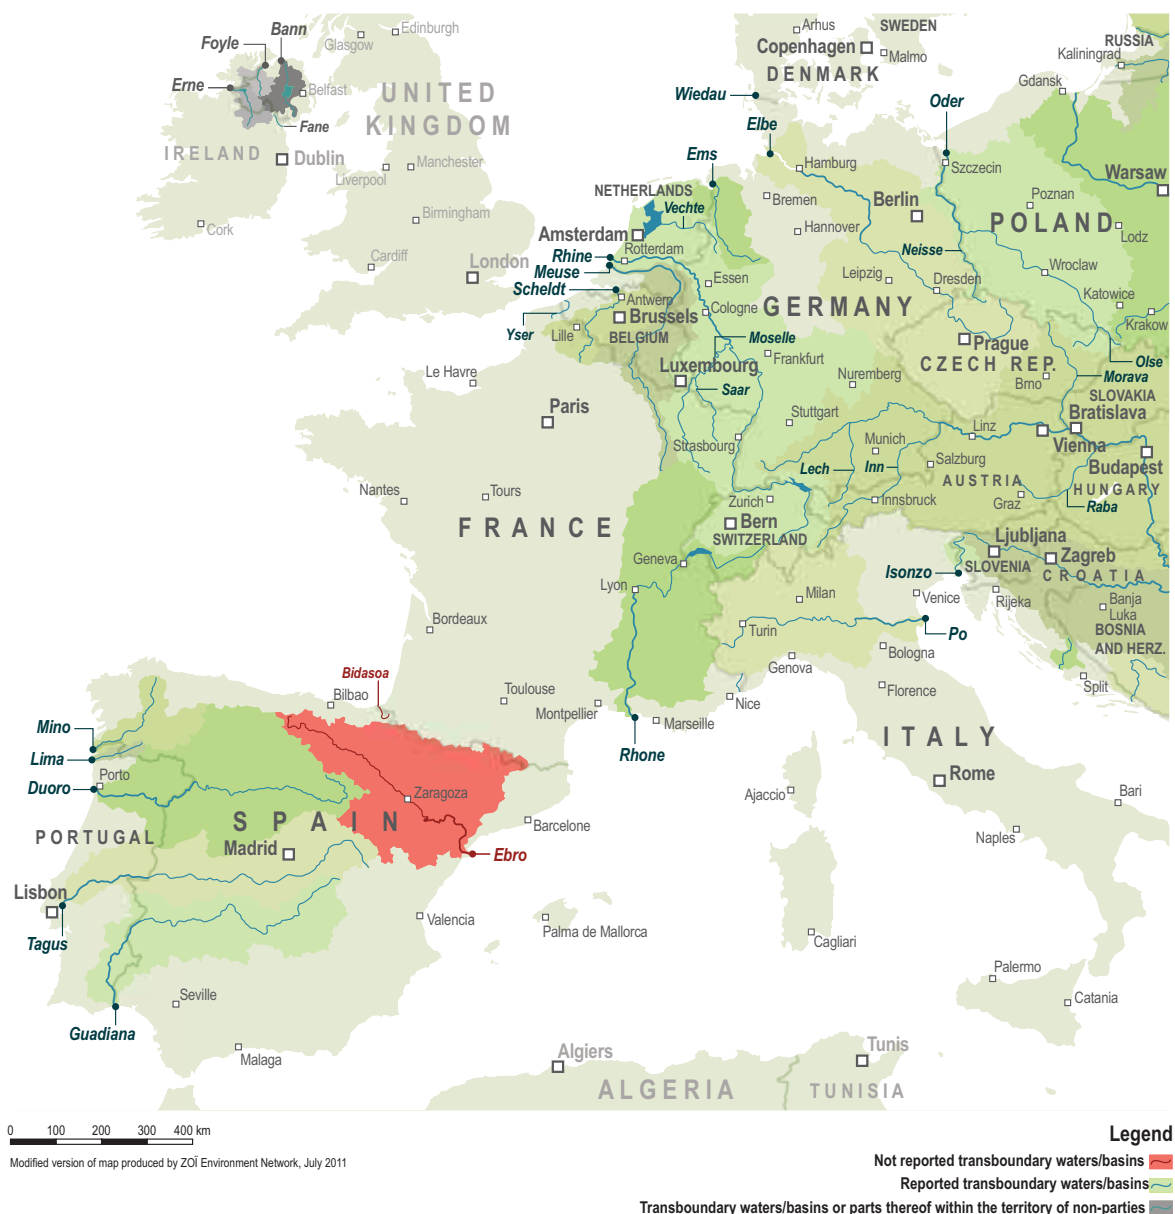 Arhus
SWEDEN
Edinburgh
Glasgow
Bann
Foyle
Copenhagen
Malmo
DENMARK
RUSSIA
Kaliningrad
Gdansk
Erne
Belfast
UNITED
KINGDOM
Wiedau
Oder
Elbe
Fane
IRELAND
Dublin
Manchester
Liverpool
Ems
Hamburg
Szczecin
Warsaw
NETHERLANDS
Vechte
Bremen
Berlin
Poznan
POLAND
Birmingham
Cork
Amsterdam
Hannover
Lodz
Rotterdam
Neisse
Cardiff
London
Rhine
Meuse
Scheldt
Essen
Leipzig
Dresden
Wroclaw
Antwerp
Cologne
GERMANY
Katowice
Brussels
Krakow
Yser
Lille
BELGIUM
Moselle
Prague
CZECH REP.
Olse
Frankfurt
Luxembourg
Le Havre
Saar
Nuremberg
Brno
Morava
SLOVAKIA
Paris
Stuttgart
Bratislava
Linz
Vienna
Strasbourg
Munich
Lech
Inn
Salzburg
Budapest
AUSTRIA
HUNGARY
Nantes
Tours
Zurich
Innsbruck
Graz
Raba
FRANCE
Bern
SWITZERLAND
Ljubljana
Zagreb
Geneva
Isonzo
SLOVENIA
CROATIA
Lyon
Milan
Venice
Rijeka
Banja
Luka
Bordeaux
Turin
Po
BOSNIA
AND HERZ.
Bologna
Genova
Bidasoa
Bilbao
Toulouse
Montpellier
Nice
Florence
Split
Marseille
Mino
Lima
Rhone
ITALY
Porto
Duoro
Zaragoza
Rome
Ajaccio
Bari
SPAIN
Barcelone
PORTUGAL
Madrid
Ebro
Naples
Lisbon
Valencia
Palma de Mallorca
Cagliari
Tagus
Palermo
Seville
Catania
Guadiana
Malaga
Algiers
Tunis
ALGERIA
TUNISIA
0 100 200 300 400 km
Modified version of map produced by ZOÏ Environment Network, July 2011
Legend
Not reported transboundary waters/basins
Reported transboundary waters/basins
Transboundary waters/basins or parts thereof within the territory of non-parties